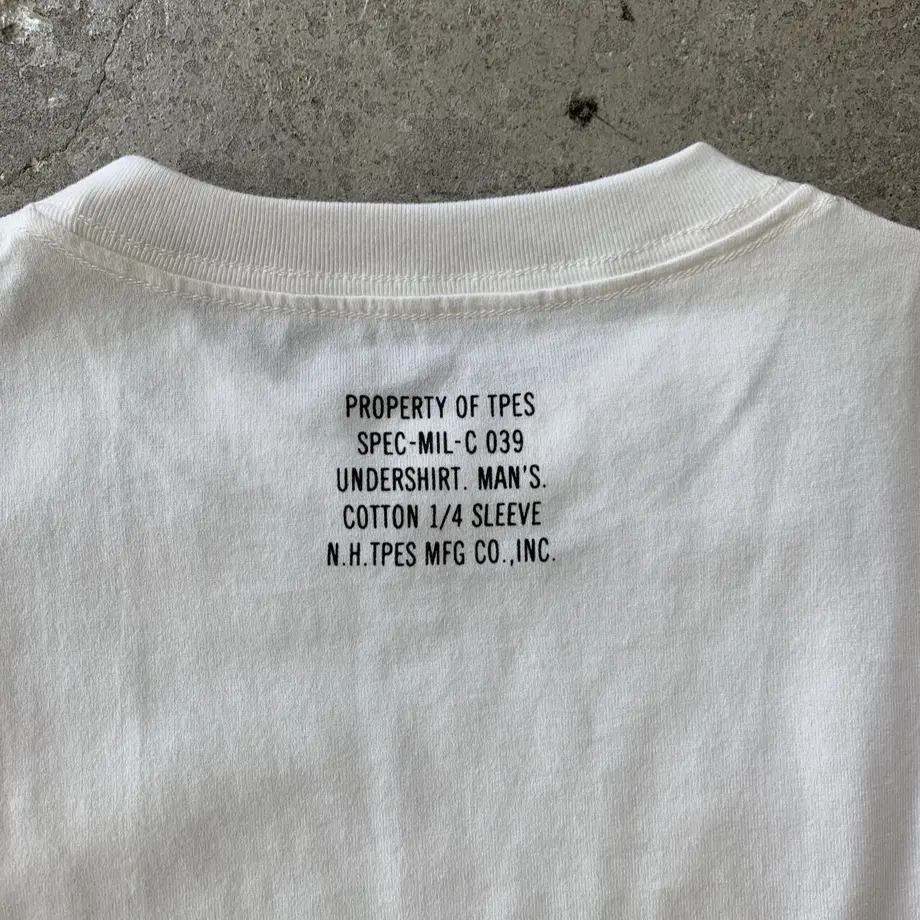 PROPERTY OF TPES
SPEC-MIL-C 039
UNDERSHIRT. MAN'S.
COTTON 1/4 SLEEVE
N.H.TPES MFG CO.,INC.